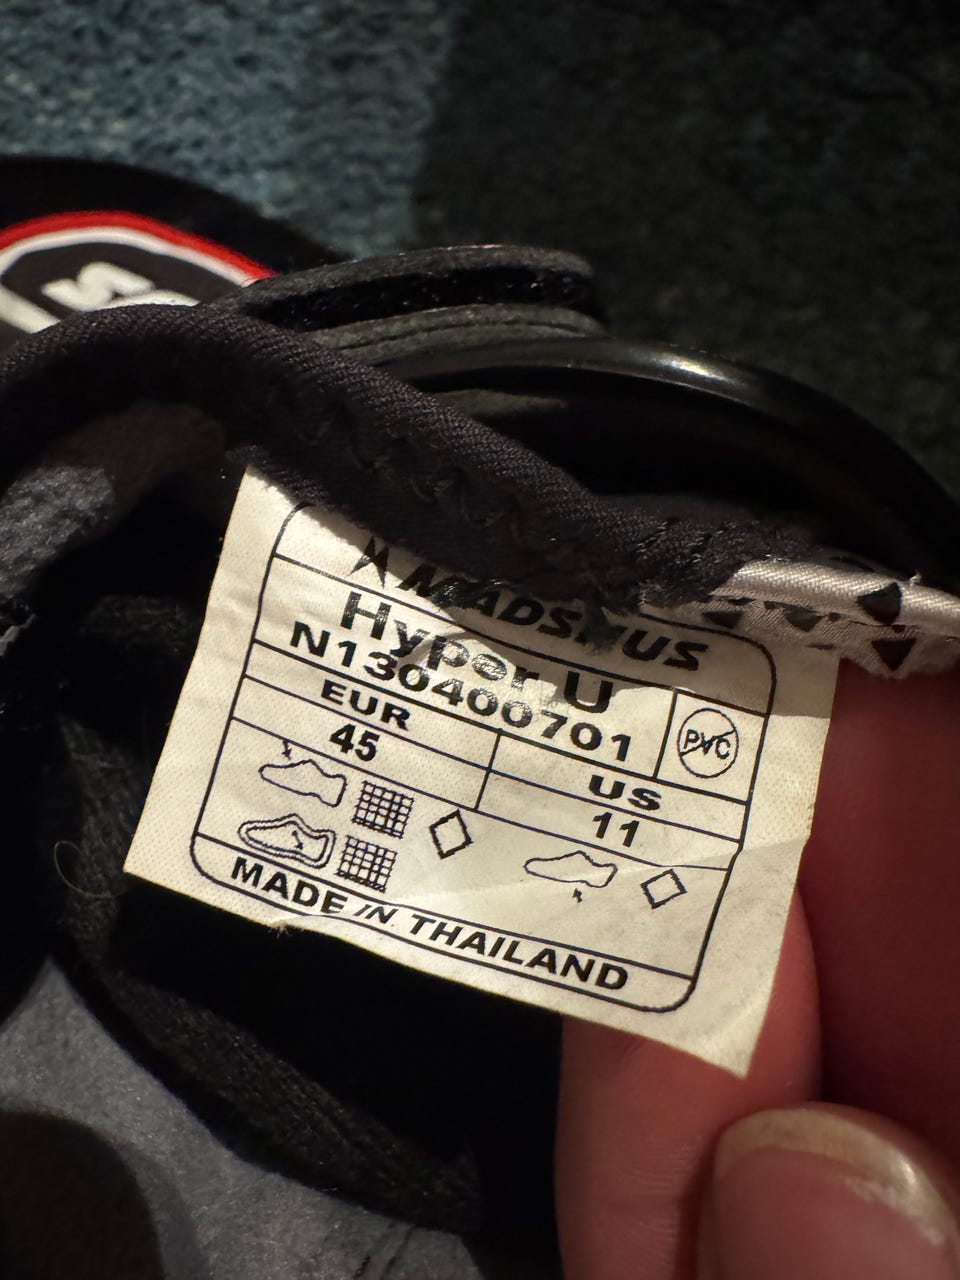 MADSHUS
Hyper U
N130400701
PVC
EUR
US
45
11
MADE IN THAILAND